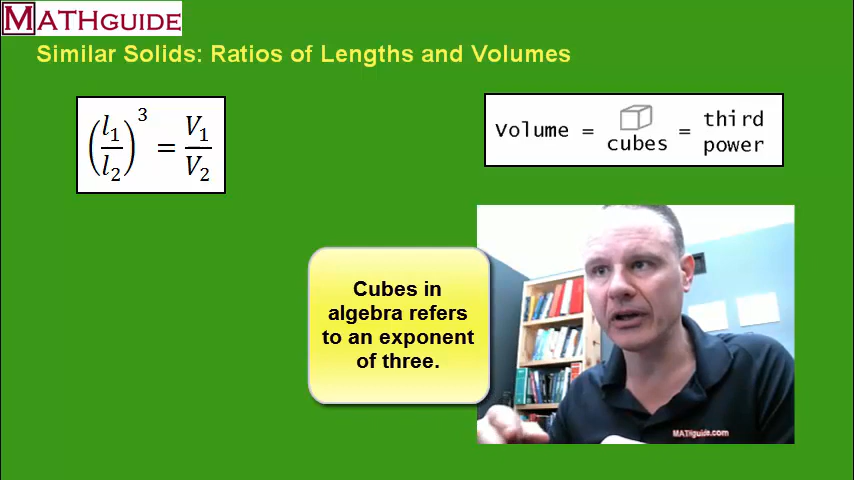 MATHGUIDE
Similar Solids: Ratios of Lengths and Volumes
(l₁/l₂)³ = V₁/V₂
Volume = cubes = third power
Cubes in
algebra refers
to an exponent
of three.
MATHguide.com